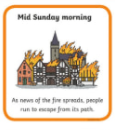 Mid Sunday morning
As news of the fire spreads, people
run to escape from its path.